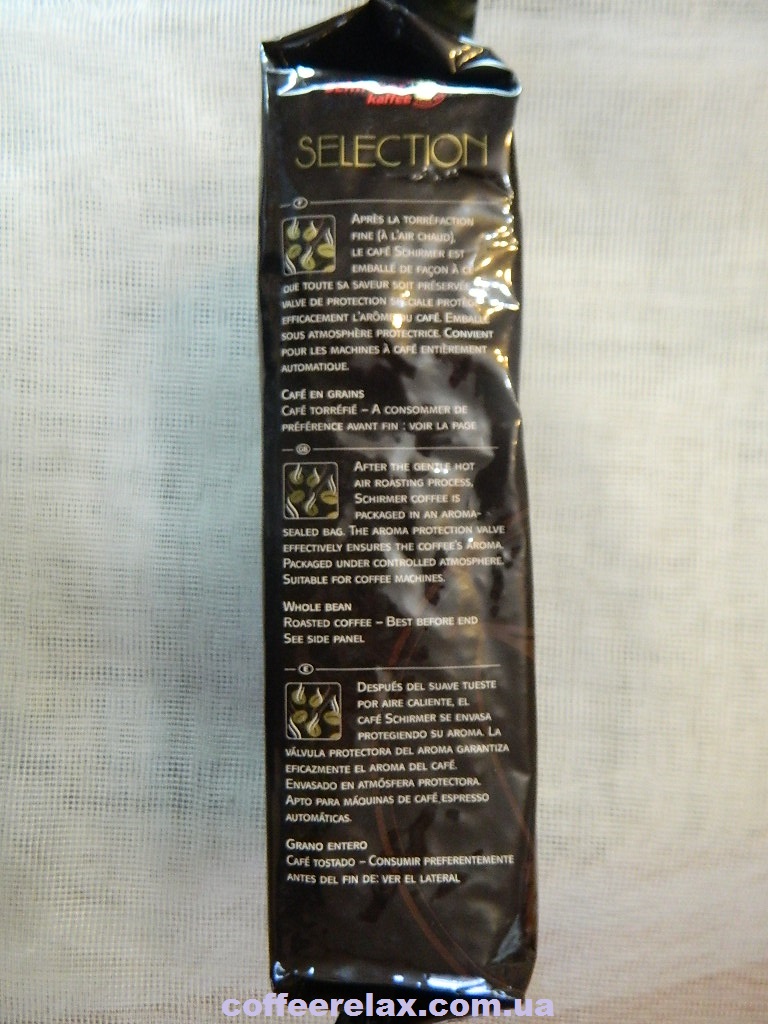 kaffee
SELECTION
F
APRÈS LA TORRÉFACTION
FINE (À L'AIR CHAUD),
LE CAFÉ SCHIRMER EST
EMBALLÉ DE FAÇON À CE
QUE TOUTE SA SAVEUR SOIT PRÉSERVÉE
VALVE DE PROTECTION SPÉCIALE PROTÈGE
EFFICACEMENT L'ARÔME DU CAFÉ. EMBALLÉ
SOUS ATMOSPHÈRE PROTECTRICE. CONVIENT
POUR LES MACHINES À CAFÉ ENTIÈREMENT
AUTOMATIQUE.
CAFÉ EN GRAINS
CAFÉ TORRÉFIÉ – A CONSOMMER DE
PRÉFÉRENCE AVANT FIN : VOIR LA PAGE
GB
AFTER THE GENTLE HOT
AIR ROASTING PROCESS,
SCHIRMER COFFEE IS
PACKAGED IN AN AROMA-
SEALED BAG. THE AROMA PROTECTION VALVE
EFFECTIVELY ENSURES THE COFFEE'S AROMA.
PACKAGED UNDER CONTROLLED ATMOSPHERE.
SUITABLE FOR COFFEE MACHINES.
WHOLE BEAN
ROASTED COFFEE – BEST BEFORE END
SEE SIDE PANEL
E
DESPUÉS DEL SUAVE TUESTE
POR AIRE CALIENTE, EL
CAFÉ SCHIRMER SE ENVASA
PROTEGIENDO SU AROMA. LA
VÁLVULA PROTECTORA DEL AROMA GARANTIZA
EFICAZMENTE EL AROMA DEL CAFÉ.
ENVASADO EN ATMÓSFERA PROTECTORA.
APTO PARA MÁQUINAS DE CAFÉ ESPRESSO
AUTOMÁTICAS.
GRANO ENTERO
CAFÉ TOSTADO – CONSUMIR PREFERENTEMENTE
ANTES DEL FIN DE: VER EL LATERAL
coffeerelax.com.ua